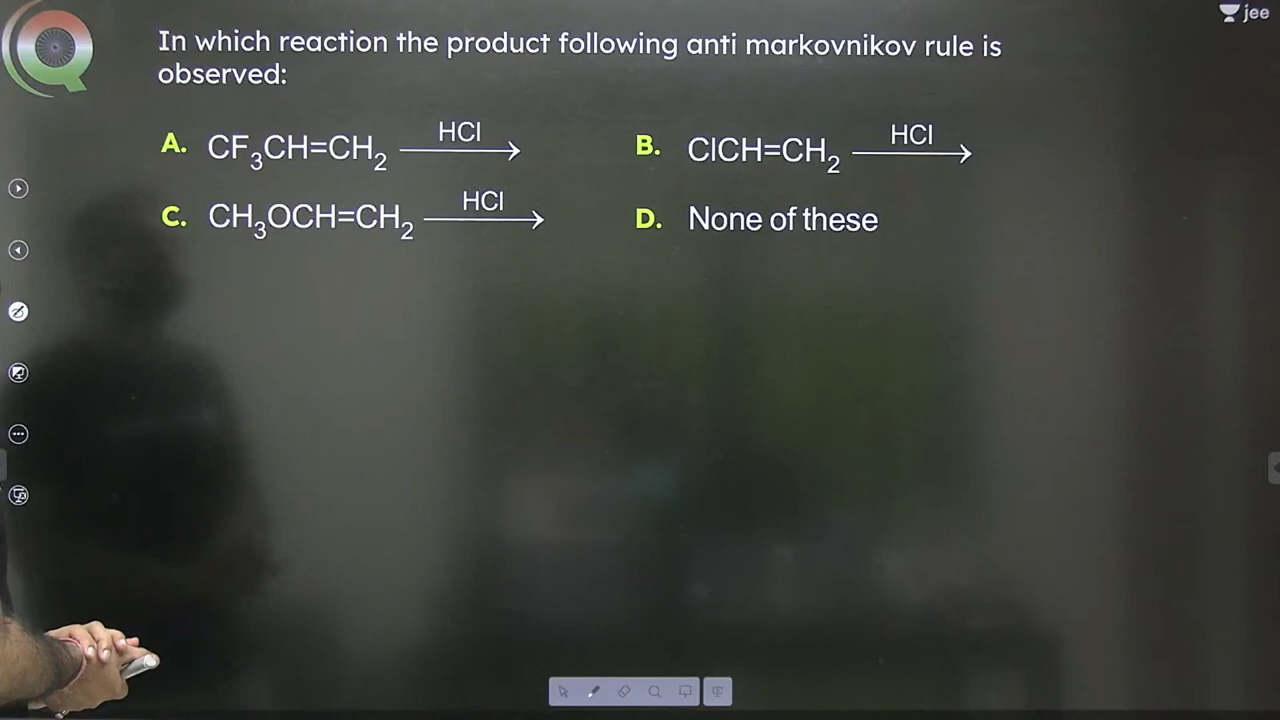 jee
In which reaction the product following anti markovnikov rule is
observed:
A. CF₃CH=CH₂ —HCl→
B. ClCH=CH₂ —HCl→
C. CH₃OCH=CH₂ —HCl→
D. None of these